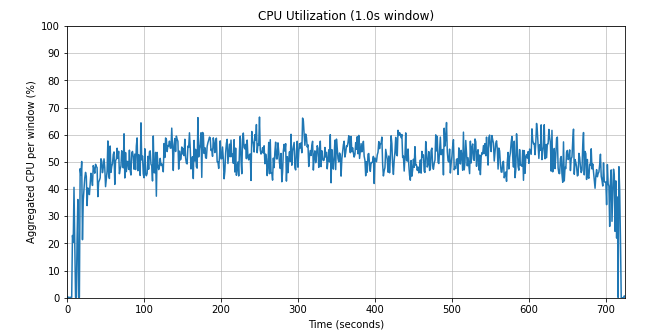 CPU Utilization (1.0s window)
100
90
80
70
60
50
40
30
20
10
0
Aggregated CPU per window (%)
0 100 200 300 400 500 600 700
Time (seconds)